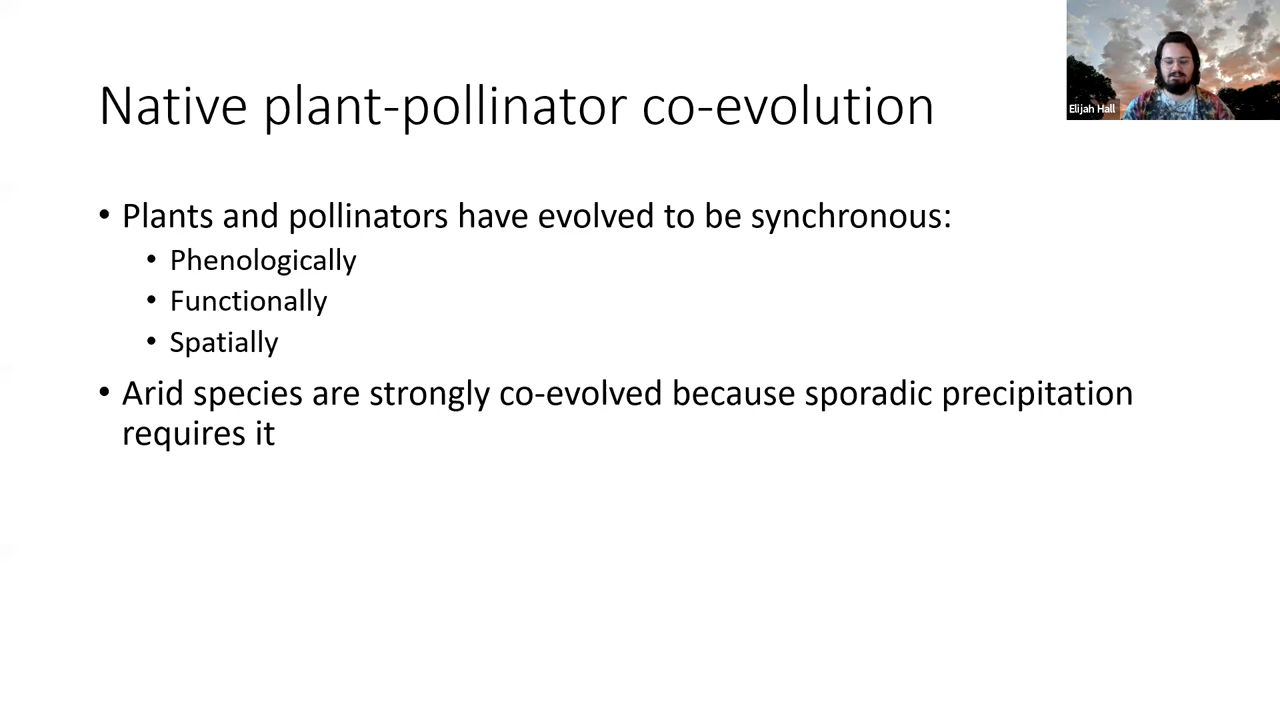 Native plant-pollinator co-evolution
Elijah Hall
• Plants and pollinators have evolved to be synchronous:
• Phenologically
• Functionally
• Spatially
• Arid species are strongly co-evolved because sporadic precipitation
requires it